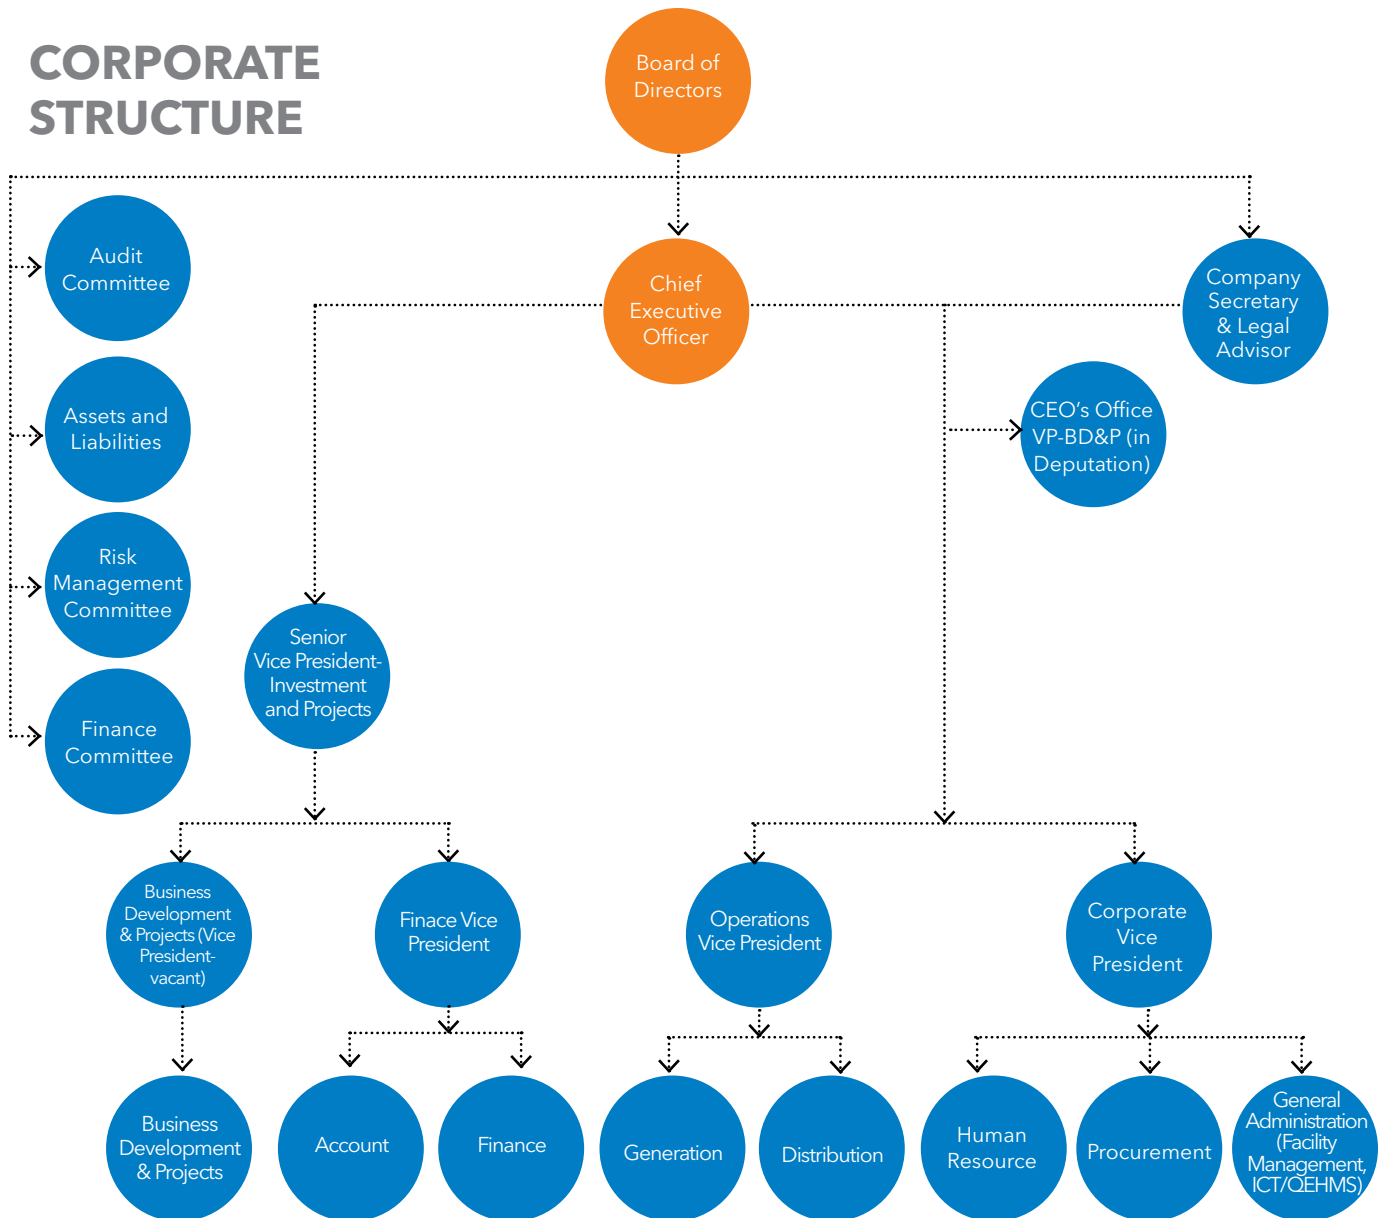 CORPORATE
STRUCTURE
Board of
Directors
Audit
Committee
Chief
Executive
Officer
Company
Secretary
& Legal
Advisor
Assets and
Liabilities
CEO’s Office
VP-BD&P (in
Deputation)
Risk
Management
Committee
Senior
Vice President-
Investment
and Projects
Finance
Committee
Business
Development
& Projects (Vice
President-
vacant)
Finace Vice
President
Operations
Vice President
Corporate
Vice
President
Business
Development
& Projects
Account
Finance
Generation
Distribution
Human
Resource
Procurement
General
Administration
(Facility
Management,
ICT/QEHMS)